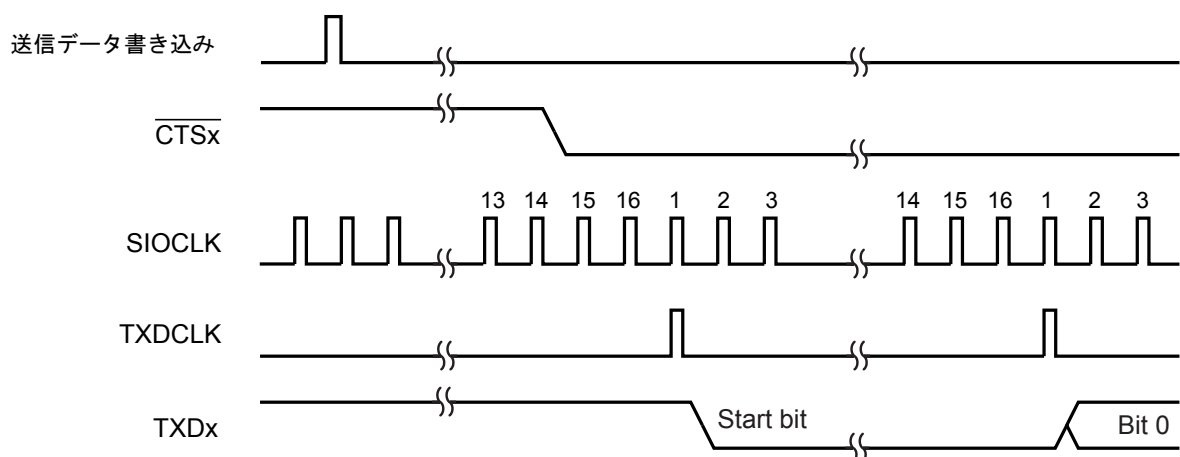 送信データ書き込み
CTSx
13 14 15 16 1 2 3 14 15 16 1 2 3
SIOCLK
TXDCLK
TXDx
Start bit
Bit 0